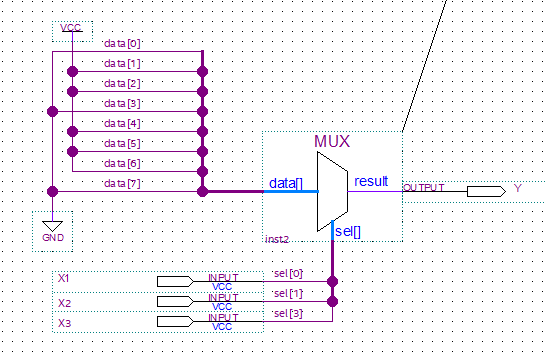 VCC
data[0]
data[1]
data[2]
data[3]
data[4]
data[5]
data[6]
data[7]
GND
MUX
data[]
result
sel[]
inst2
OUTPUT
Y
X1
INPUT
VCC
sel[0]
X2
INPUT
VCC
sel[1]
X3
INPUT
VCC
sel[3]